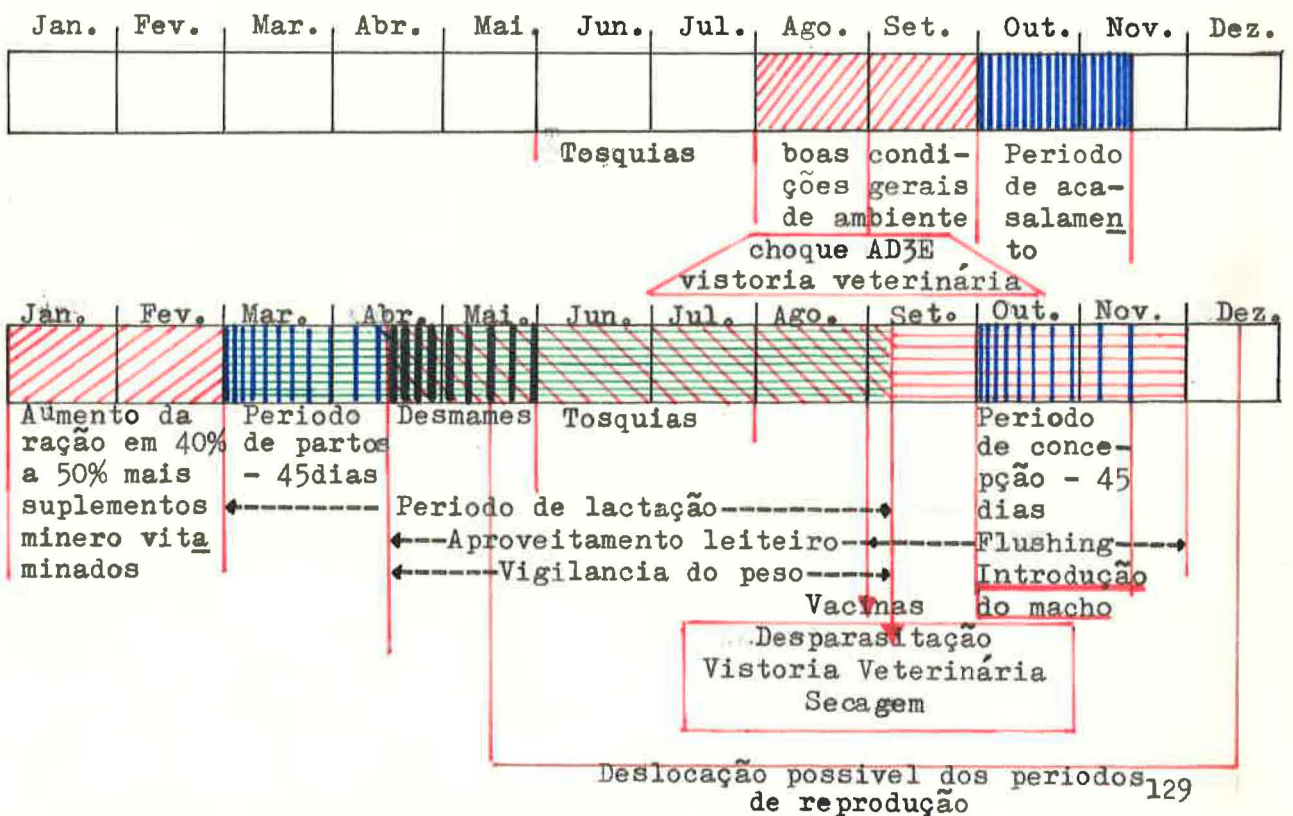 Jan. Fev. Mar. Abr. Mai. Jun. Jul. Ago. Set. Out. Nov. Dez.
Tosquias
boas condi-
ções gerais
de ambiente
Periodo
de aca-
salamen
to
choque AD3E
vistoria veterinária
Jan. Fev. Mar. Abr. Mai. Jun. Jul. Ago. Set. Out. Nov. Dez.
Aumento da
ração em 40%
a 50% mais
suplementos
minero vita
minados
Periodo
de partos
- 45dias
Desmames
Tosquias
Periodo
de conce-
pção - 45
dias
Periodo de lactação
Aproveitamento leiteiro
Flushing
Vigilancia do peso
Introdução
do macho
Vacinas
Desparasitação
Vistoria Veterinária
Secagem
Deslocação possivel dos periodos
de reprodução
129